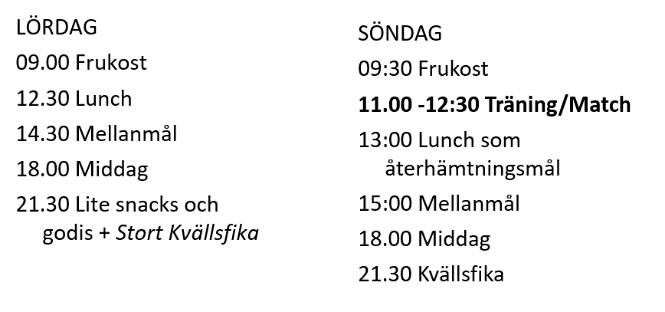 LÖRDAG
09.00 Frukost
12.30 Lunch
14.30 Mellanmål
18.00 Middag
21.30 Lite snacks och
godis + Stort Kvällsfika
SÖNDAG
09:30 Frukost
11.00 -12:30 Träning/Match
13:00 Lunch som
återhämtningsmål
15:00 Mellanmål
18.00 Middag
21.30 Kvällsfika